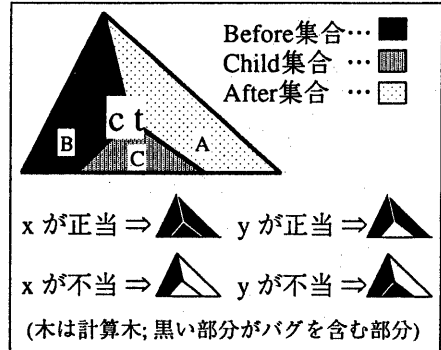 Before集合…
Child集合…
After集合…
c t
B
C
A
x が正当 ⇒
y が正当 ⇒
x が不当 ⇒
y が不当 ⇒
(木は計算木; 黒い部分がバグを含む部分)